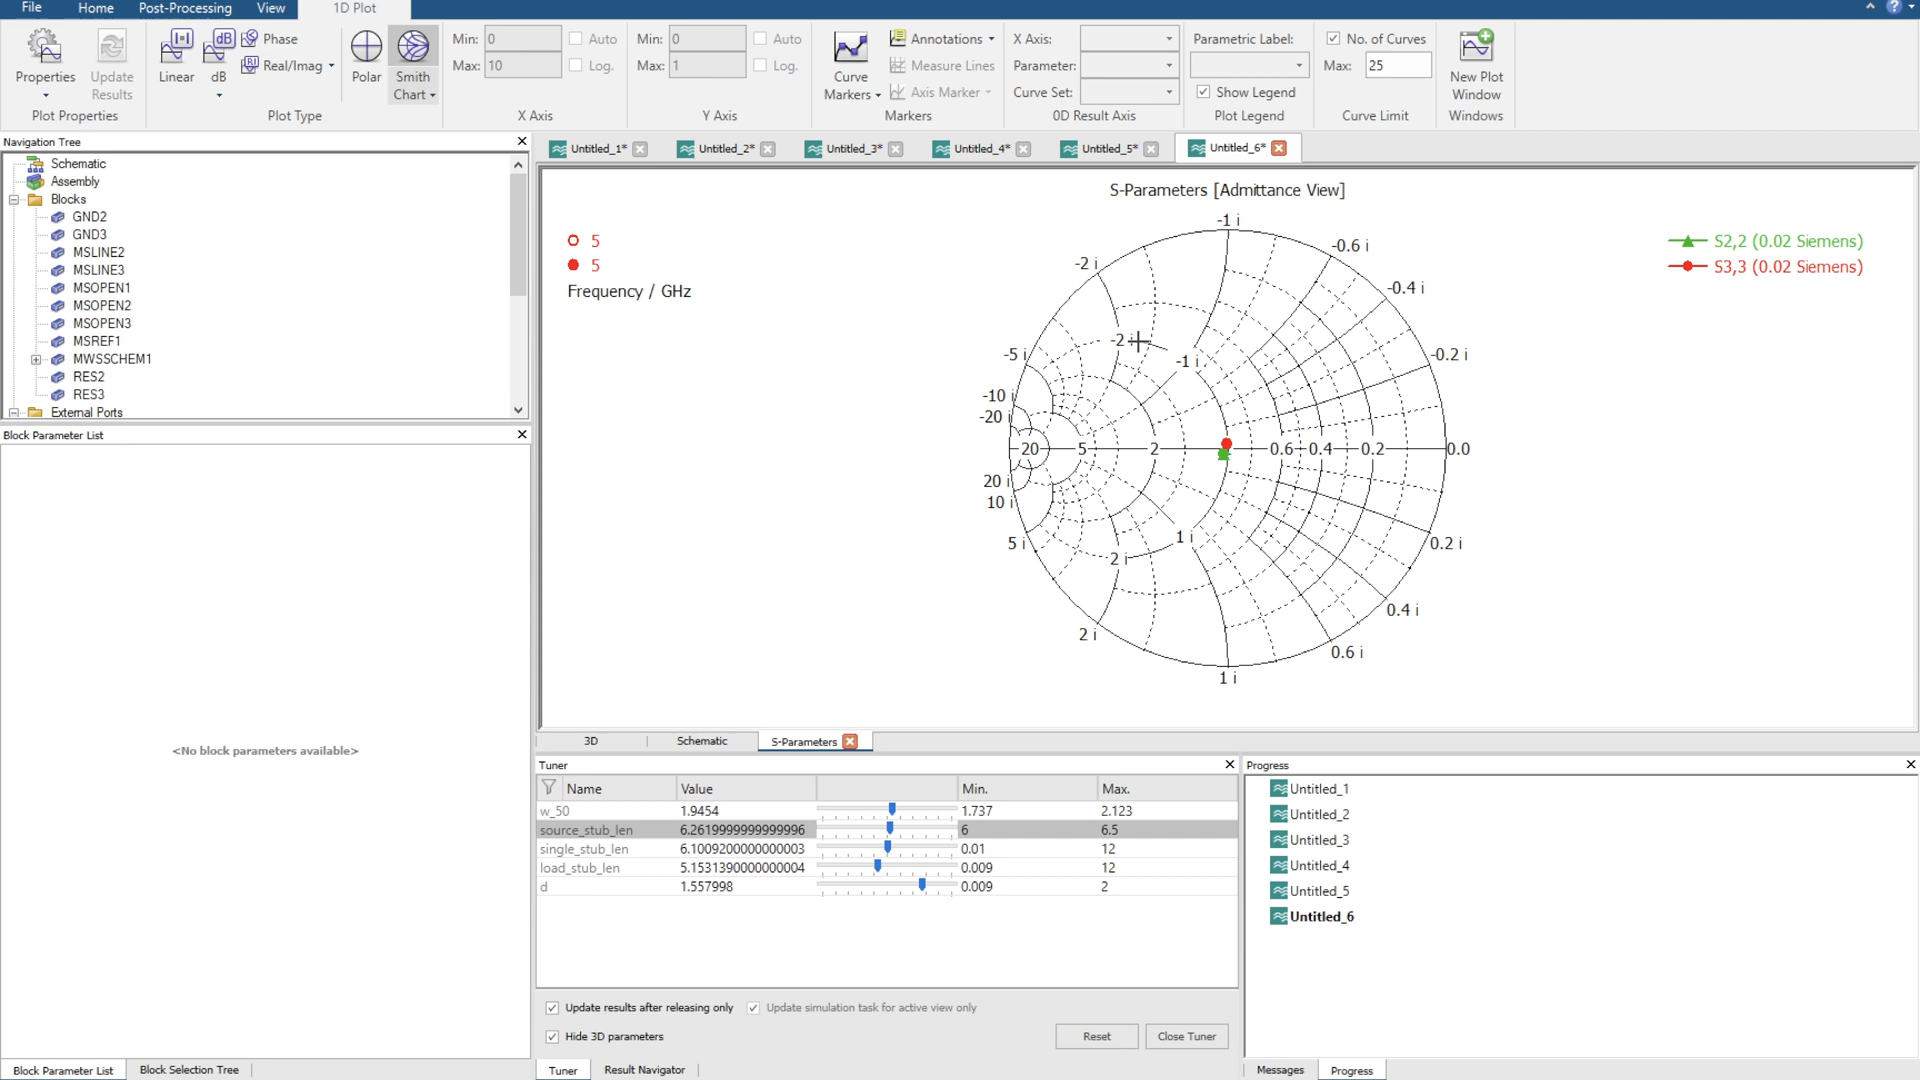 File Home Post-Processing View 1D Plot
Properties
Update Results
Plot Properties
Linear
dB
Phase
Real/Imag
Polar
Smith Chart
Plot Type
Min: 0 Auto
Max: 10 Log.
X Axis
Min: 0 Auto
Max: 1 Log.
Y Axis
Curve Markers
Annotations
Measure Lines
Axis Marker
Markers
X Axis:
Parameter:
Curve Set:
0D Result Axis
Parametric Label:
Show Legend
Plot Legend
No. of Curves
Max: 25
Curve Limit
New Plot Window
Windows
Navigation Tree
Schematic
Assembly
Blocks
GND2
GND3
MSLINE2
MSLINE3
MSOPEN1
MSOPEN2
MSOPEN3
MSREF1
MWSSCHEM1
RES2
RES3
External Ports
Block Parameter List
<No block parameters available>
Block Parameter List Block Selection Tree
Untitled_1* Untitled_2* Untitled_3* Untitled_4* Untitled_5* Untitled_6*
S-Parameters [Admittance View]
5
5
Frequency / GHz
S2,2 (0.02 Siemens)
S3,3 (0.02 Siemens)
-1 i
-0.6 i
-2 i
-0.4 i
-2 i
-5 i
-1 i
-0.2 i
-10 i
-20 i
20 5 2 0.6 0.4 0.2 0.0
20 i
10 i
5 i
1 i
0.2 i
2 i
0.4 i
2 i
0.6 i
1 i
3D Schematic S-Parameters
Tuner
Name Value Min. Max.
w_50 1.9454 1.737 2.123
source_stub_len 6.2619999999999996 6 6.5
single_stub_len 6.1009200000000003 0.01 12
load_stub_len 5.1531390000000004 0.009 12
d 1.557998 0.009 2
Update results after releasing only Update simulation task for active view only
Hide 3D parameters
Reset Close Tuner
Tuner Result Navigator
Progress
Untitled_1
Untitled_2
Untitled_3
Untitled_4
Untitled_5
Untitled_6
Messages Progress